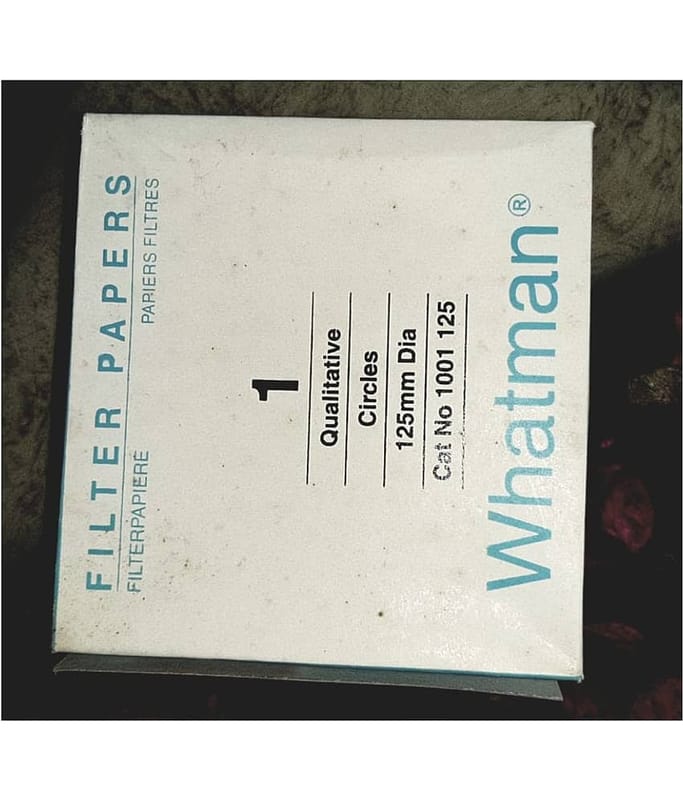 FILTER PAPERS
FILTERPAPIERE PAPIERS FILTRES
1
Qualitative
Circles
125mm Dia
Cat No 1001 125
Whatman®